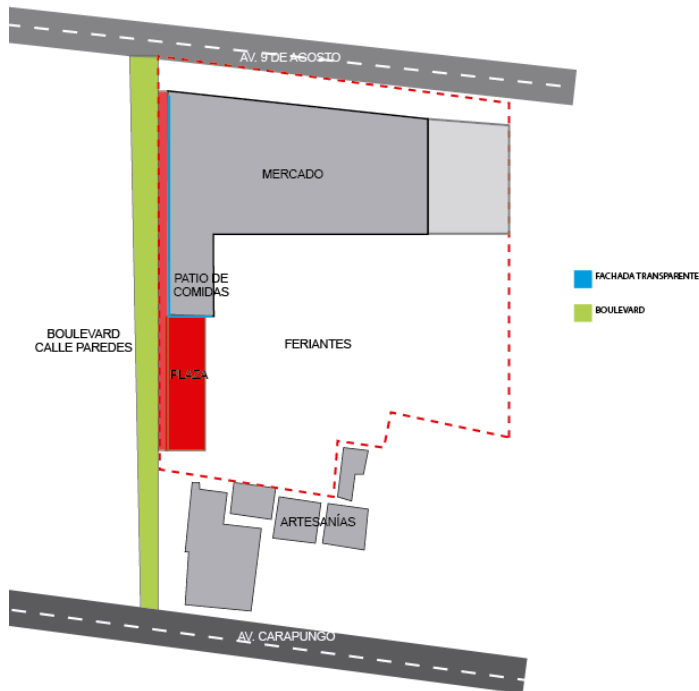 AV. 9 DE AGOSTO
MERCADO
PATIO DE
COMIDAS
FACHADA TRANSPARENTE
BOULEVARD
BOULEVARD
CALLE PAREDES
FERIANTES
PLAZA
ARTESANÍAS
AV. CARAPUNGO